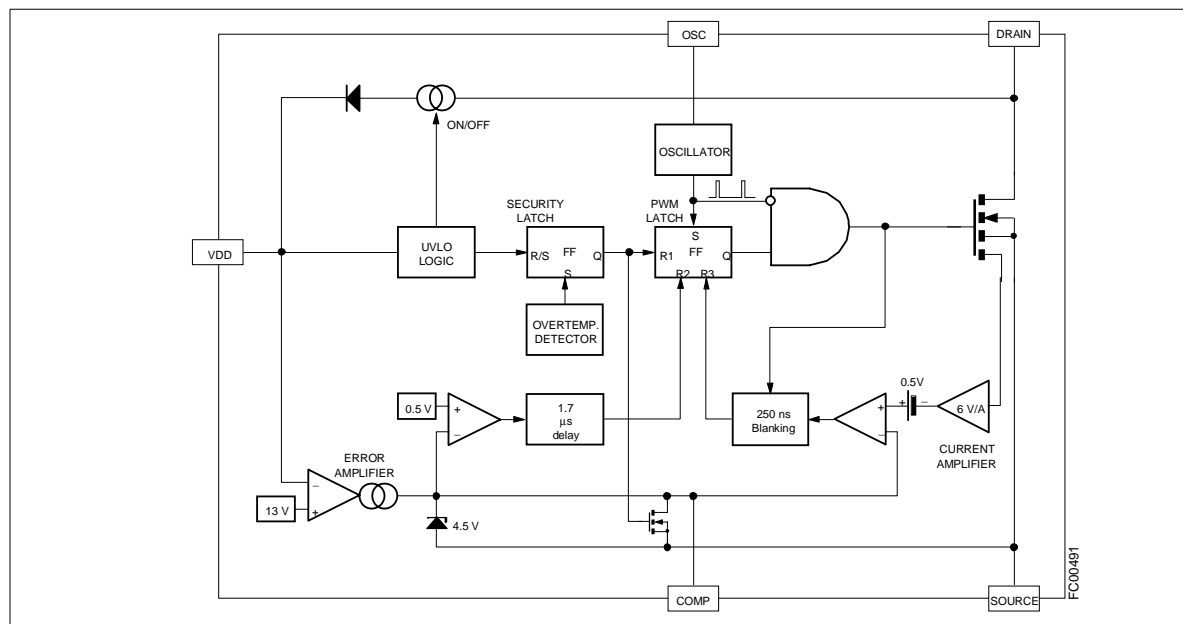 OSC
DRAIN
ON/OFF
OSCILLATOR
SECURITY
LATCH
PWM
LATCH
VDD
UVLO
LOGIC
R/S
FF
Q
S
R1
S
FF
Q
R2
R3
OVERTEMP.
DETECTOR
0.5 V
+
–
1.7
μs
delay
250 ns
Blanking
+
–
0.5V
+
–
6 V/A
CURRENT
AMPLIFIER
ERROR
AMPLIFIER
–
+
13 V
4.5 V
COMP
SOURCE
FC00491